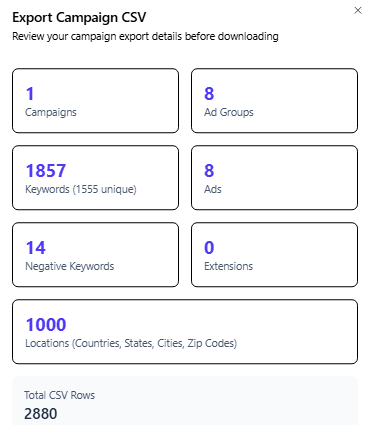 Export Campaign CSV
Review your campaign export details before downloading
1
Campaigns
8
Ad Groups
1857
Keywords (1555 unique)
8
Ads
14
Negative Keywords
0
Extensions
1000
Locations (Countries, States, Cities, Zip Codes)
Total CSV Rows
2880